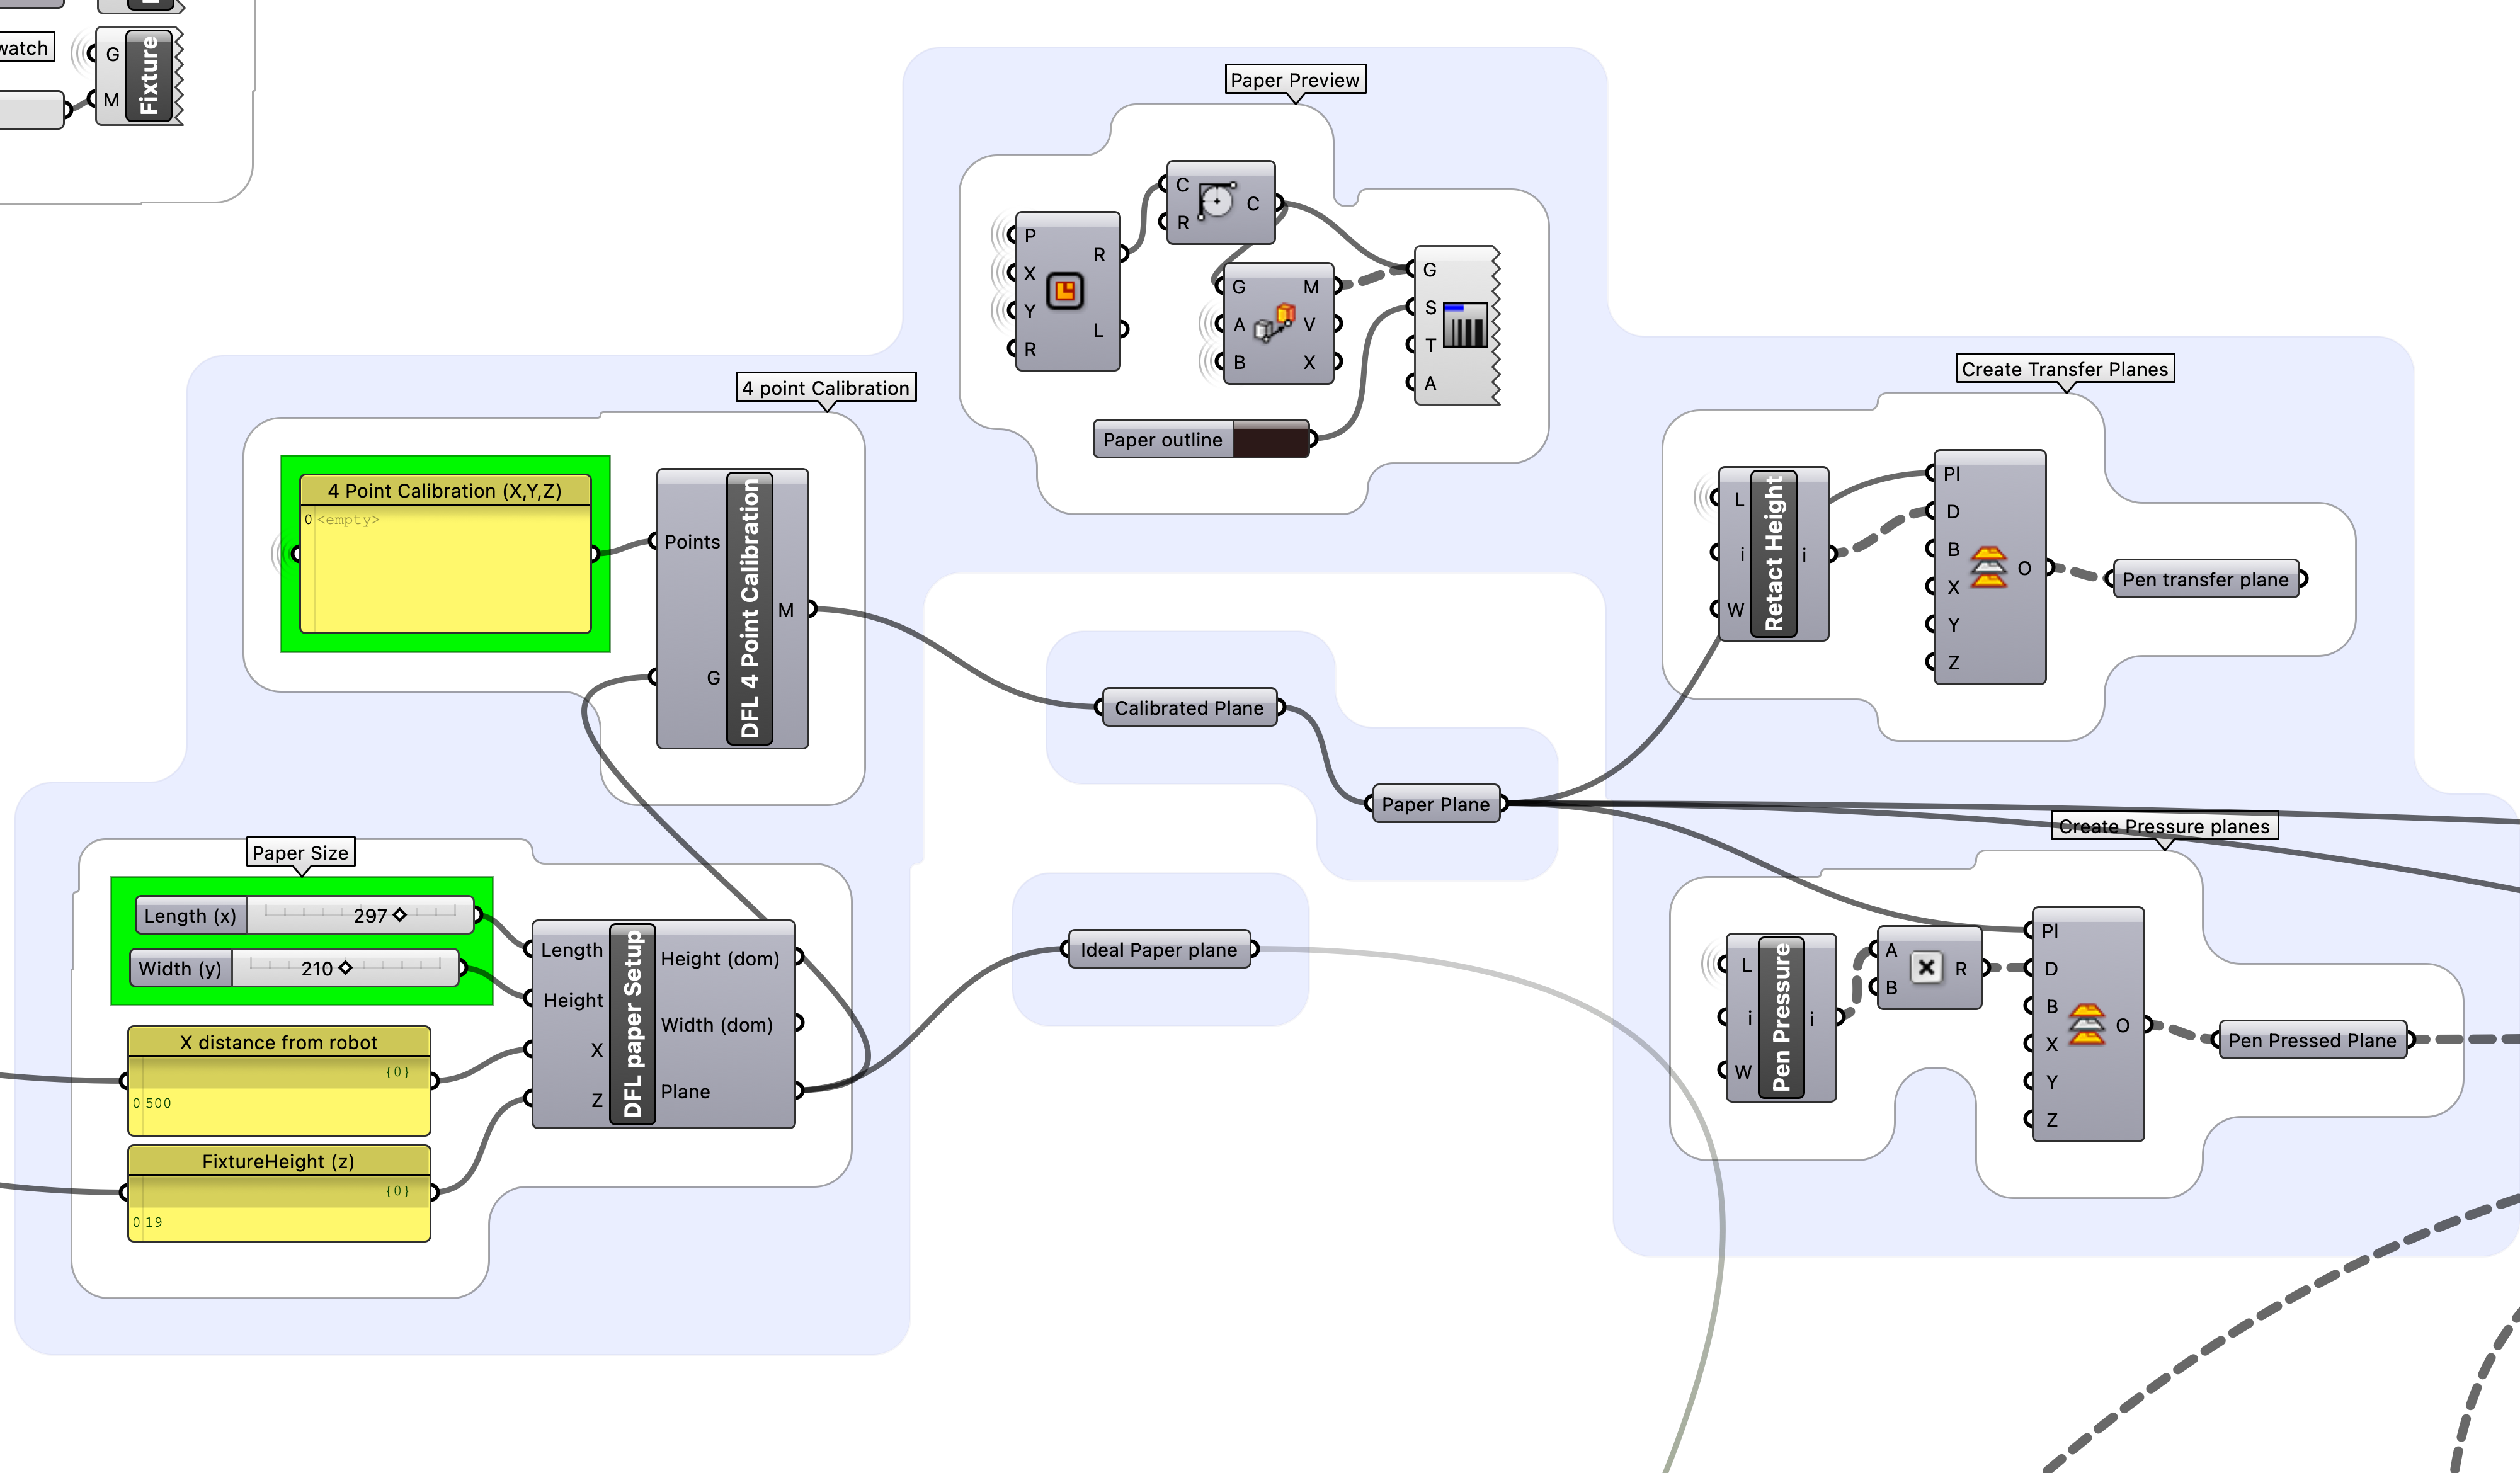 watch
G
M
Fixture
Paper Preview
C
R
C
P
X
Y
R
R
L
G
A
B
M
V
X
G
S
T
A
Paper outline
4 point Calibration
4 Point Calibration (X,Y,Z)
0 <empty>
Points
G
DFL 4 Point Calibration
M
Create Transfer Planes
L
i
W
Retact Height
i
Pl
D
B
X
Y
Z
O
Pen transfer plane
Calibrated Plane
Paper Plane
Ideal Paper plane
Paper Size
Length (x)
297
Width (y)
210
X distance from robot
{0}
0 500
FixtureHeight (z)
{0}
0 19
Length
Height
X
Z
DFL paper Setup
Height (dom)
Width (dom)
Plane
Create Pressure planes
L
i
W
Pen Pressure
i
A
B
R
Pl
D
B
X
Y
Z
O
Pen Pressed Plane